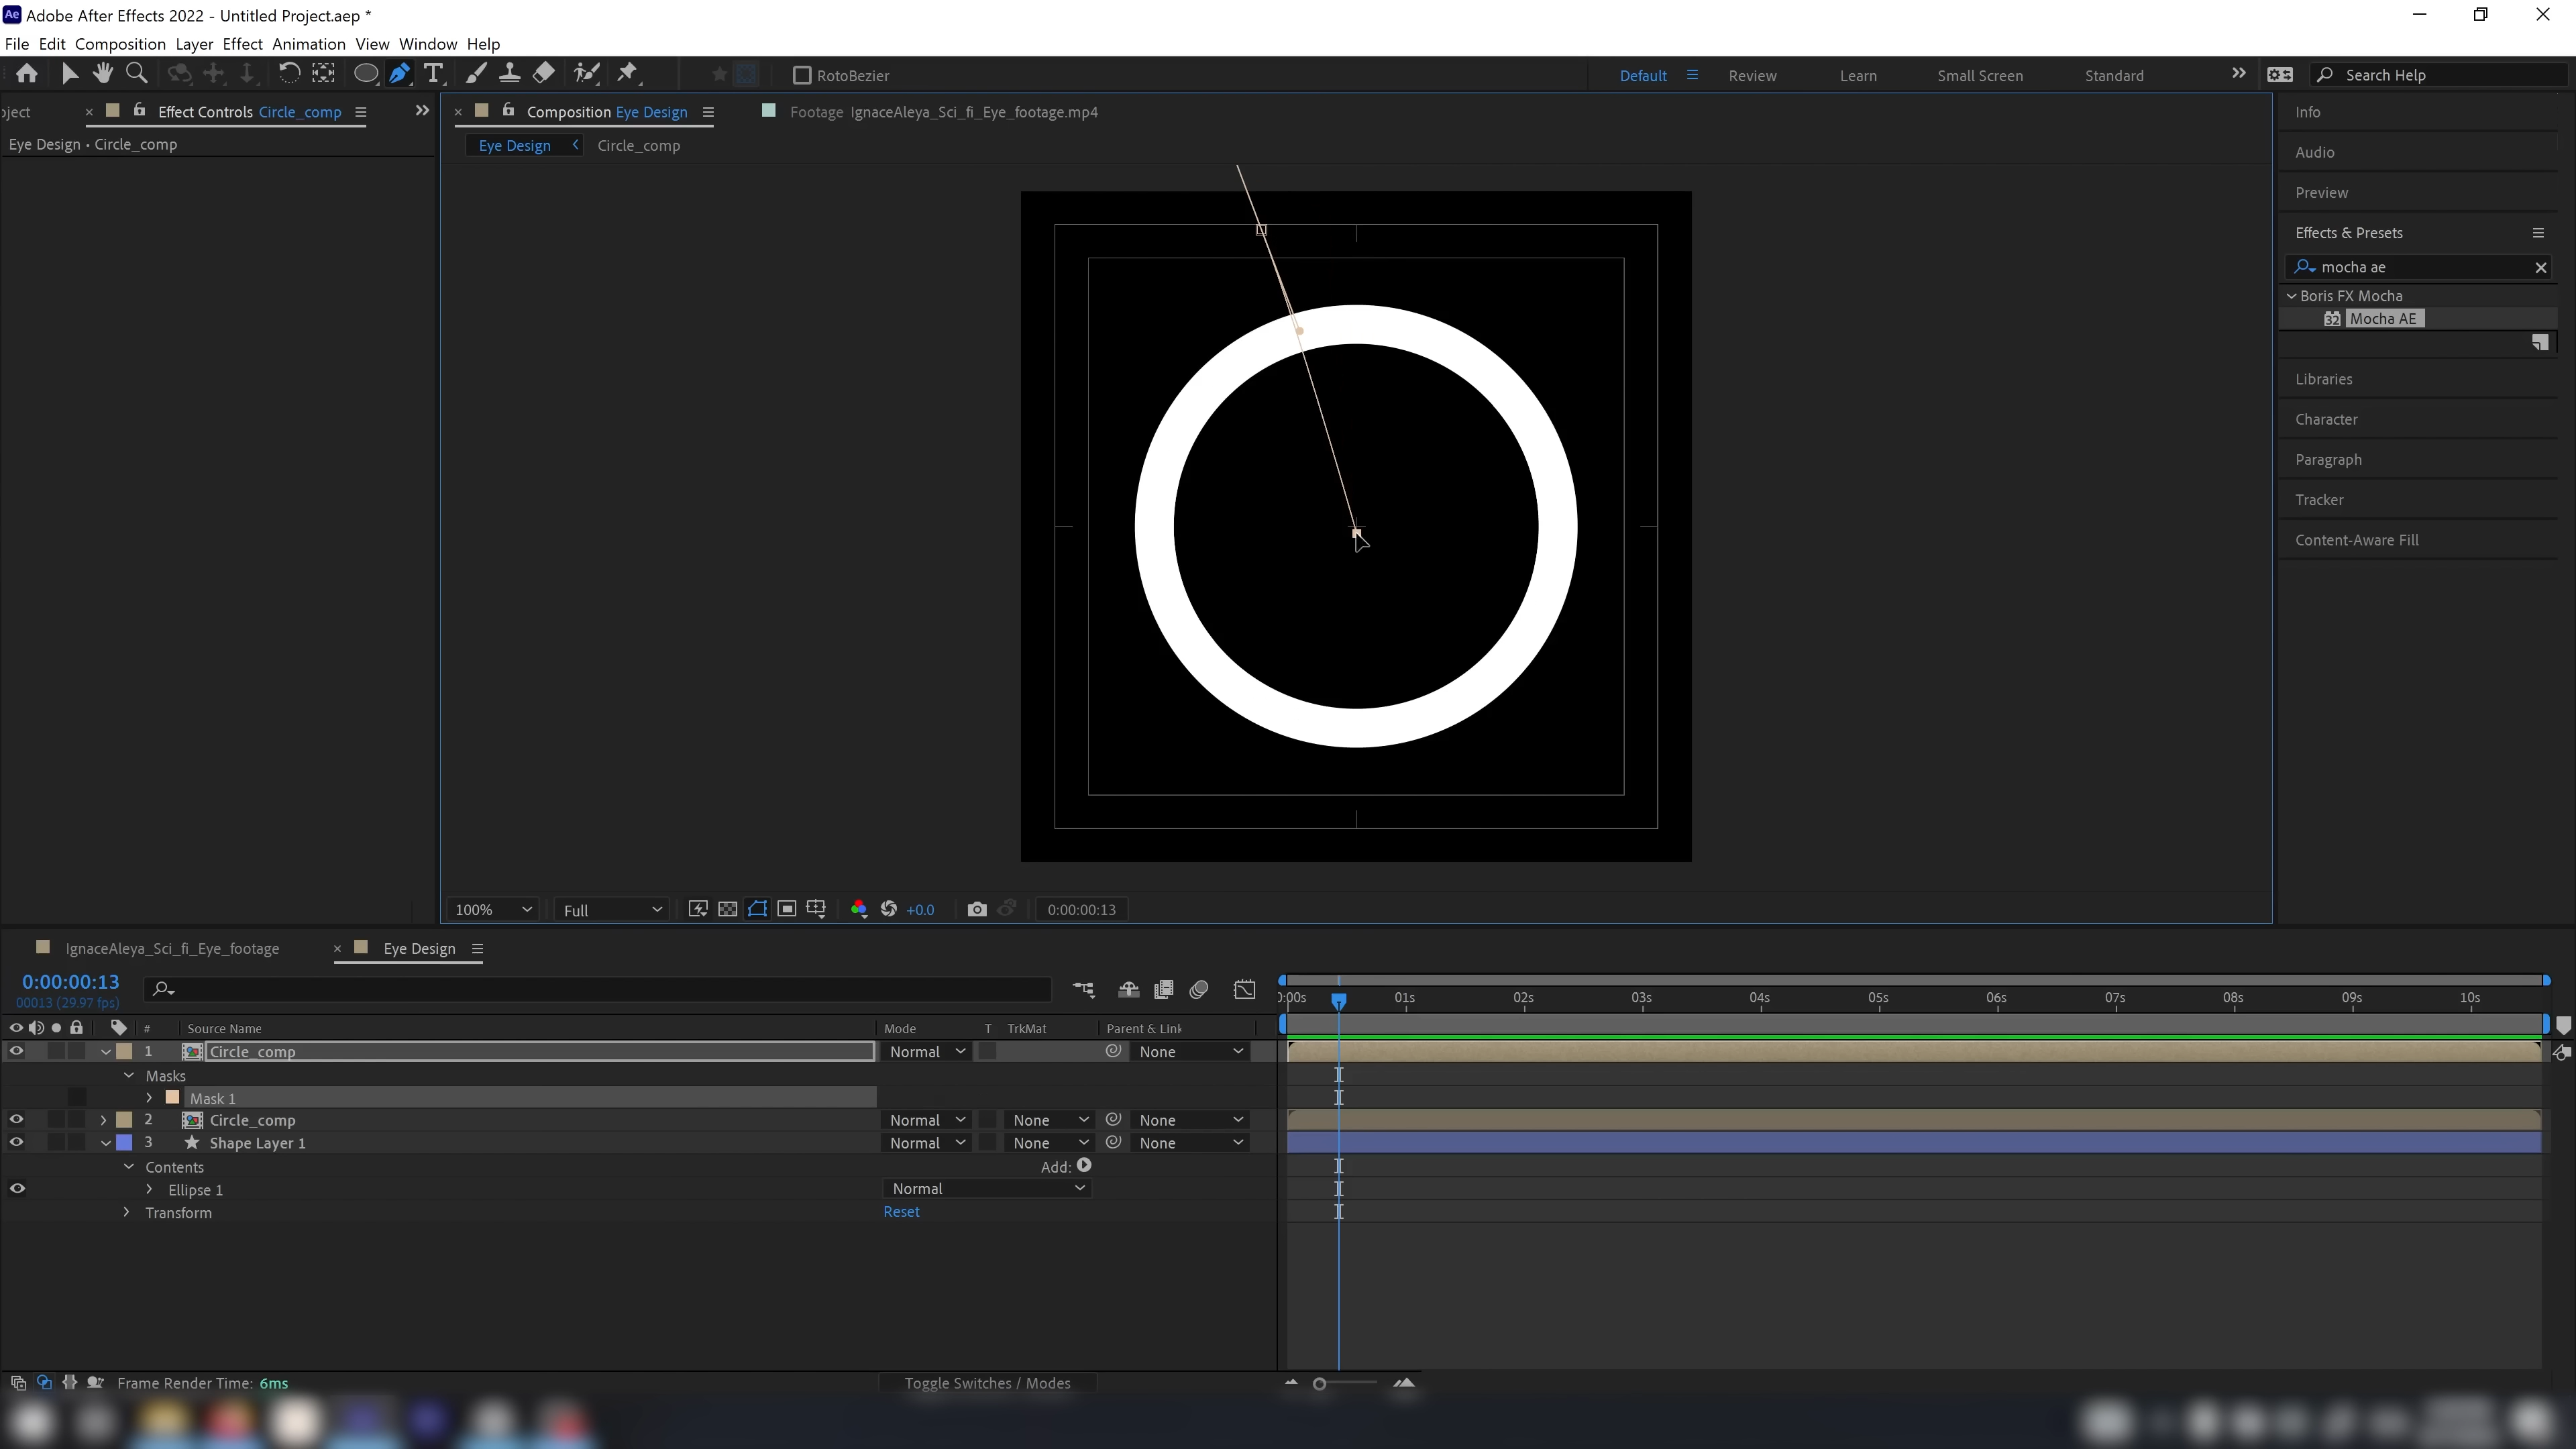 Ae Adobe After Effects 2022 - Untitled Project.aep *
File Edit Composition Layer Effect Animation View Window Help
RotoBezier
Default Review Learn Small Screen Standard
Search Help
oject
Effect Controls Circle_comp
Composition Eye Design
Footage IgnaceAleya_Sci_fi_Eye_footage.mp4
Info
Eye Design • Circle_comp
Eye Design
Circle_comp
Audio
Preview
Effects & Presets
mocha ae
Boris FX Mocha
32 Mocha AE
Libraries
Character
Paragraph
Tracker
Content-Aware Fill
100% Full +0.0 0:00:00:13
IgnaceAleya_Sci_fi_Eye_footage
Eye Design
0:00:00:13
00013 (29.97 fps)
0:00s 01s 02s 03s 04s 05s 06s 07s 08s 09s 10s
# Source Name Mode T TrkMat Parent & Link
1 Circle_comp Normal None
Masks
Mask 1
2 Circle_comp Normal None None
3 Shape Layer 1 Normal None None
Contents Add:
Ellipse 1 Normal
Transform Reset
Frame Render Time: 6ms
Toggle Switches / Modes